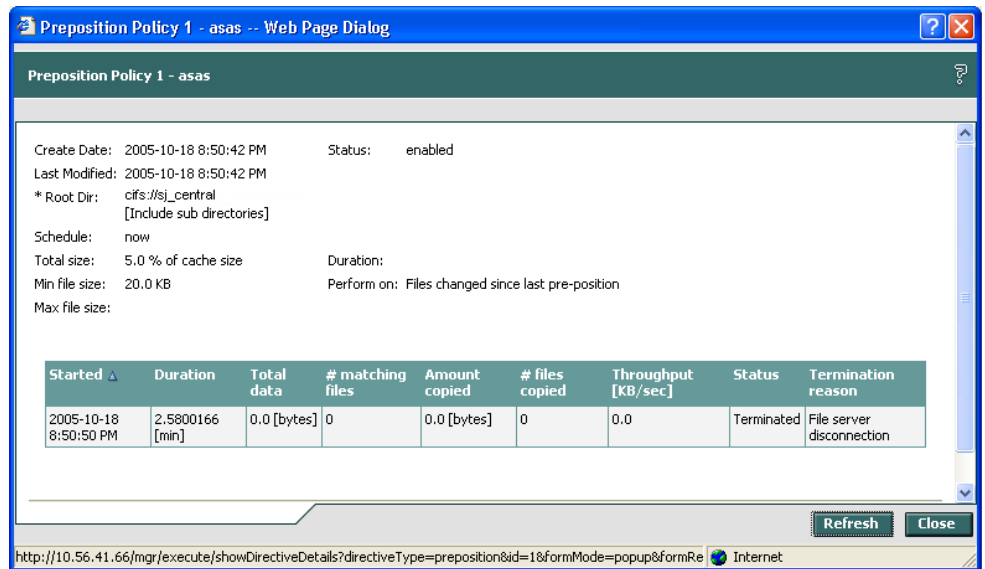 Preposition Policy 1 - asas -- Web Page Dialog
Preposition Policy 1 - asas
Create Date: 2005-10-18 8:50:42 PM Status: enabled
Last Modified: 2005-10-18 8:50:42 PM
* Root Dir: cifs://sj_central
[Include sub directories]
Schedule: now
Total size: 5.0 % of cache size Duration:
Min file size: 20.0 KB Perform on: Files changed since last pre-position
Max file size:
Started Duration Total # matching Amount # files Throughput Status Termination
data files copied copied [KB/sec] reason
2005-10-18 2.5800166 0.0 [bytes] 0 0.0 [bytes] 0 0.0 Terminated File server
8:50:50 PM [min] disconnection
Refresh Close
http://10.56.41.66/mgr/execute/showDirectiveDetails?directiveType=preposition&id=1&formMode=popup&formRe Internet